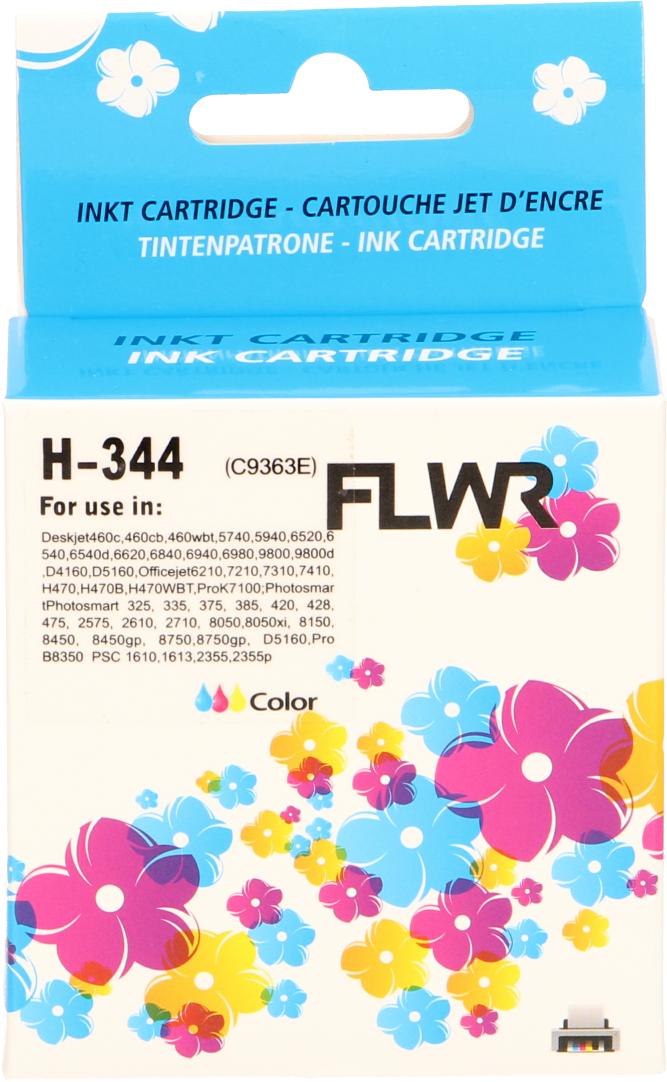 INKT CARTRIDGE - CARTOUCHE JET D'ENCRE
TINTENPATRONE - INK CARTRIDGE
INKT CARTRIDGE
INK CARTRIDGE
H-344 (C9363E) FLWR
For use in:
Deskjet460c,460cb,460wbt,5740,5940,6520,6
540,6540d,6620,6840,6940,6980,9800,9800d
,D4160,D5160,Officejet6210,7210,7310,7410,
H470,H470B,H470WBT,ProK7100;Photosmar
tPhotosmart 325, 335, 375, 385, 420, 428,
475, 2575, 2610, 2710, 8050,8050xi, 8150,
8450, 8450gp, 8750,8750gp, D5160,Pro
B8350 PSC 1610,1613,2355,2355p
Color